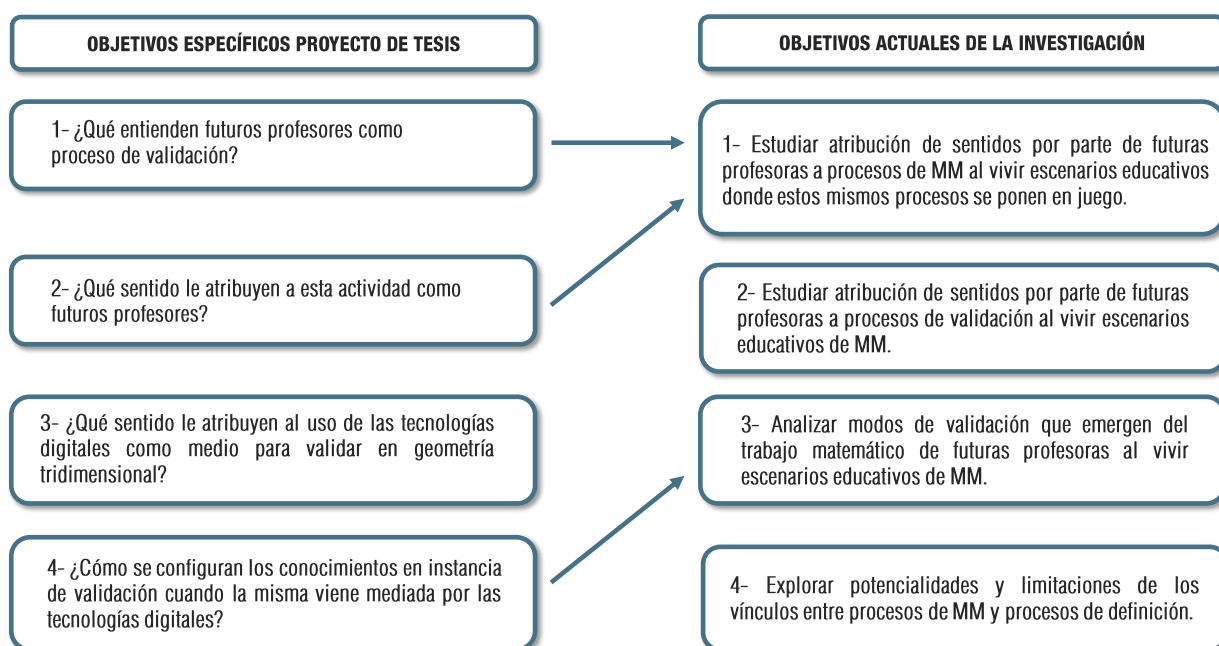 OBJETIVOS ESPECÍFICOS PROYECTO DE TESIS
1- ¿Qué entienden futuros profesores como
proceso de validación?
2- ¿Qué sentido le atribuyen a esta actividad como
futuros profesores?
3- ¿Qué sentido le atribuyen al uso de las tecnologías
digitales como medio para validar en geometría
tridimensional?
4- ¿Cómo se configuran los conocimientos en instancia
de validación cuando la misma viene mediada por las
tecnologías digitales?
OBJETIVOS ACTUALES DE LA INVESTIGACIÓN
1- Estudiar atribución de sentidos por parte de futuras
profesoras a procesos de MM al vivir escenarios educativos
donde estos mismos procesos se ponen en juego.
2- Estudiar atribución de sentidos por parte de futuras
profesoras a procesos de validación al vivir escenarios
educativos de MM.
3- Analizar modos de validación que emergen del
trabajo matemático de futuras profesoras al vivir
escenarios educativos de MM.
4- Explorar potencialidades y limitaciones de los
vínculos entre procesos de MM y procesos de definición.